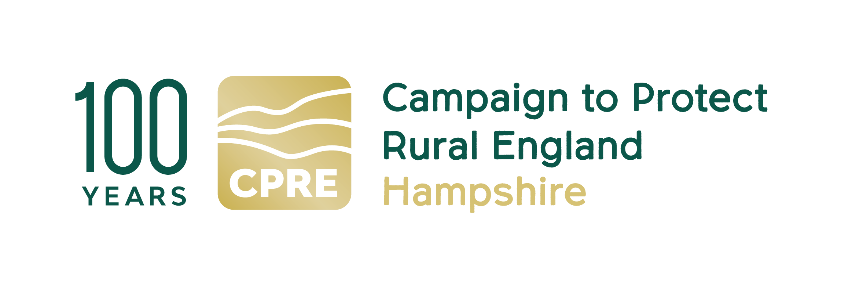 100
YEARS
CPRE
Campaign to Protect
Rural England
Hampshire